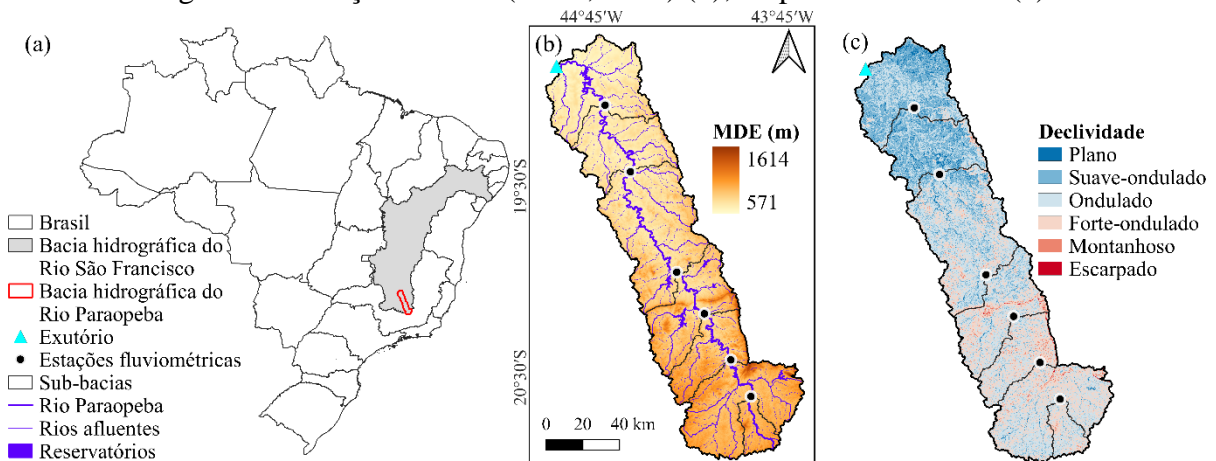 44°45'W 43°45'W
(a)
(b)
(c)
MDE (m)
1614
571
19°30'S
20°30'S
0 20 40 km
Brasil
Bacia hidrográfica do
Rio São Francisco
Bacia hidrográfica do
Rio Paraopeba
Exutório
Estações fluviométricas
Sub-bacias
Rio Paraopeba
Rios afluentes
Reservatórios
Declividade
Plano
Suave-ondulado
Ondulado
Forte-ondulado
Montanhoso
Escarpado